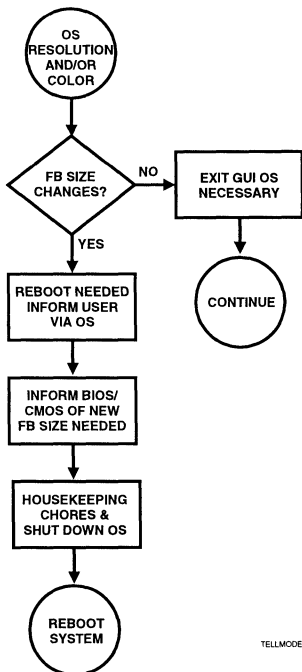 OS
RESOLUTION
AND/OR
COLOR
FB SIZE
CHANGES?
NO
EXIT GUI OS
NECESSARY
YES
CONTINUE
REBOOT NEEDED
INFORM USER
VIA OS
INFORM BIOS/
CMOS OF NEW
FB SIZE NEEDED
HOUSEKEEPING
CHORES &
SHUT DOWN OS
REBOOT
SYSTEM
TELLMODE